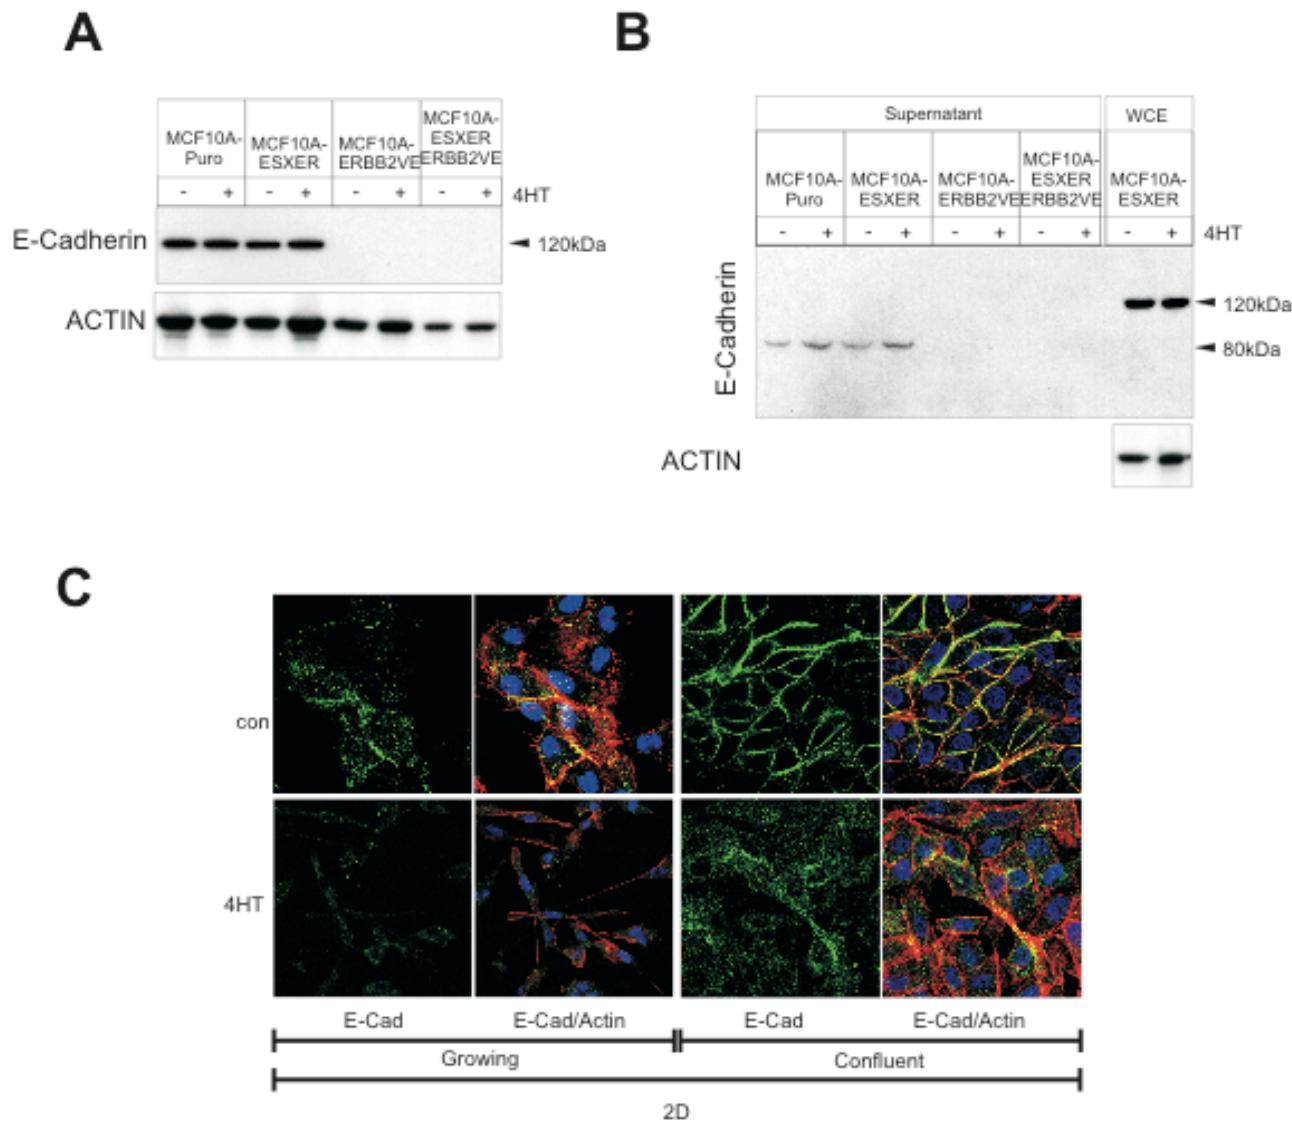 A
MCF10A-
Puro
MCF10A-
ESXER
MCF10A-
ERBB2VE
MCF10A-
ESXER
ERBB2VE
- + - + - + - + 4HT
E-Cadherin
120kDa
ACTIN
B
Supernatant
WCE
MCF10A-
Puro
MCF10A-
ESXER
MCF10A-
ERBB2VE
MCF10A-
ESXER
ERBB2VE
MCF10A-
ESXER
- + - + - + - + - + 4HT
E-Cadherin
120kDa
80kDa
ACTIN
C
con
4HT
E-Cad E-Cad/Actin E-Cad E-Cad/Actin
Growing Confluent
2D